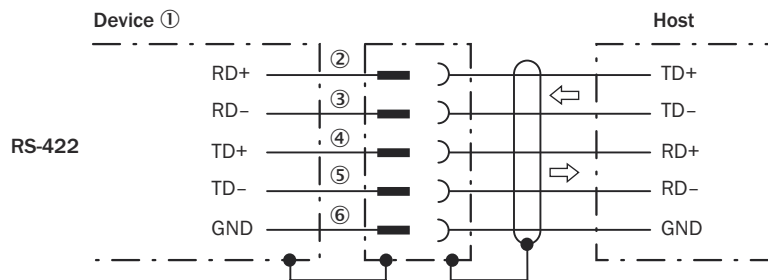 Device ① Host
RD+ ② TD+
RD– ③ TD–
RS-422
TD+ ④ RD+
TD– ⑤ RD–
GND ⑥ GND